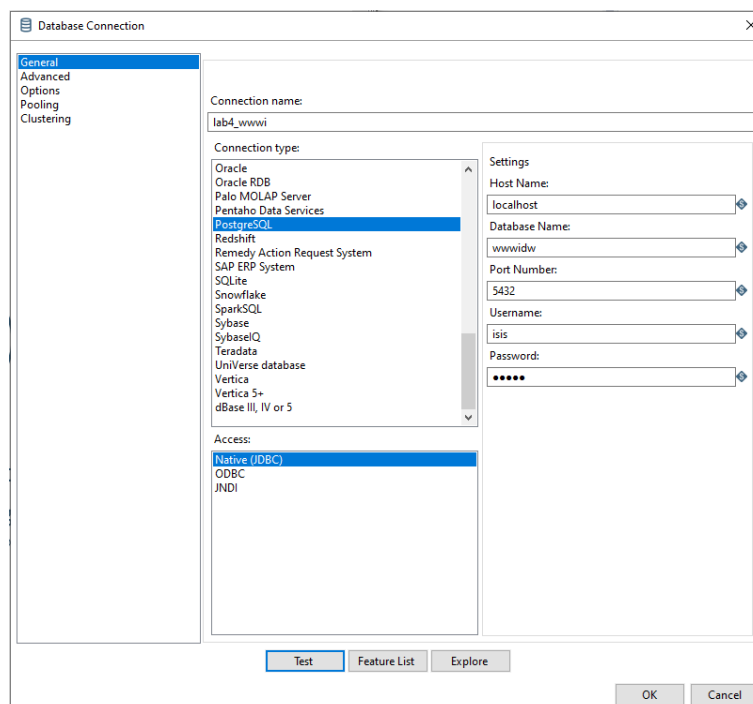 Database Connection
General
Advanced
Options
Pooling
Clustering
Connection name:
lab4_wwwi
Connection type:
Oracle
Oracle RDB
Palo MOLAP Server
Pentaho Data Services
PostgreSQL
Redshift
Remedy Action Request System
SAP ERP System
SQLite
Snowflake
SparkSQL
Sybase
SybaseIQ
Teradata
UniVerse database
Vertica
Vertica 5+
dBase III, IV or 5
Access:
Native (JDBC)
ODBC
JNDI
Settings
Host Name:
localhost
Database Name:
wwwidw
Port Number:
5432
Username:
isis
Password:
●●●●●
Test
Feature List
Explore
OK
Cancel